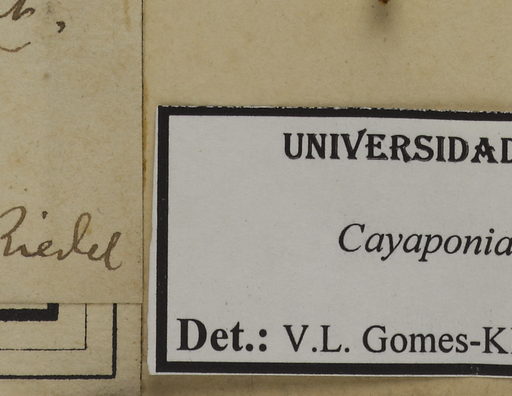 Riedel
UNIVERSIDAD
Cayaponia
Det.: V.L. Gomes-Kl